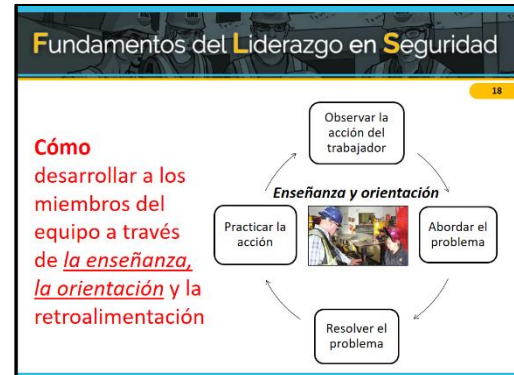 Fundamentos del Liderazgo en Seguridad
18
Cómo
desarrollar a los
miembros del
equipo a través
de la enseñanza,
la orientación y la
retroalimentación
Observar la
acción del
trabajador
Enseñanza y orientación
Practicar la
acción
Abordar el
problema
Resolver el
problema